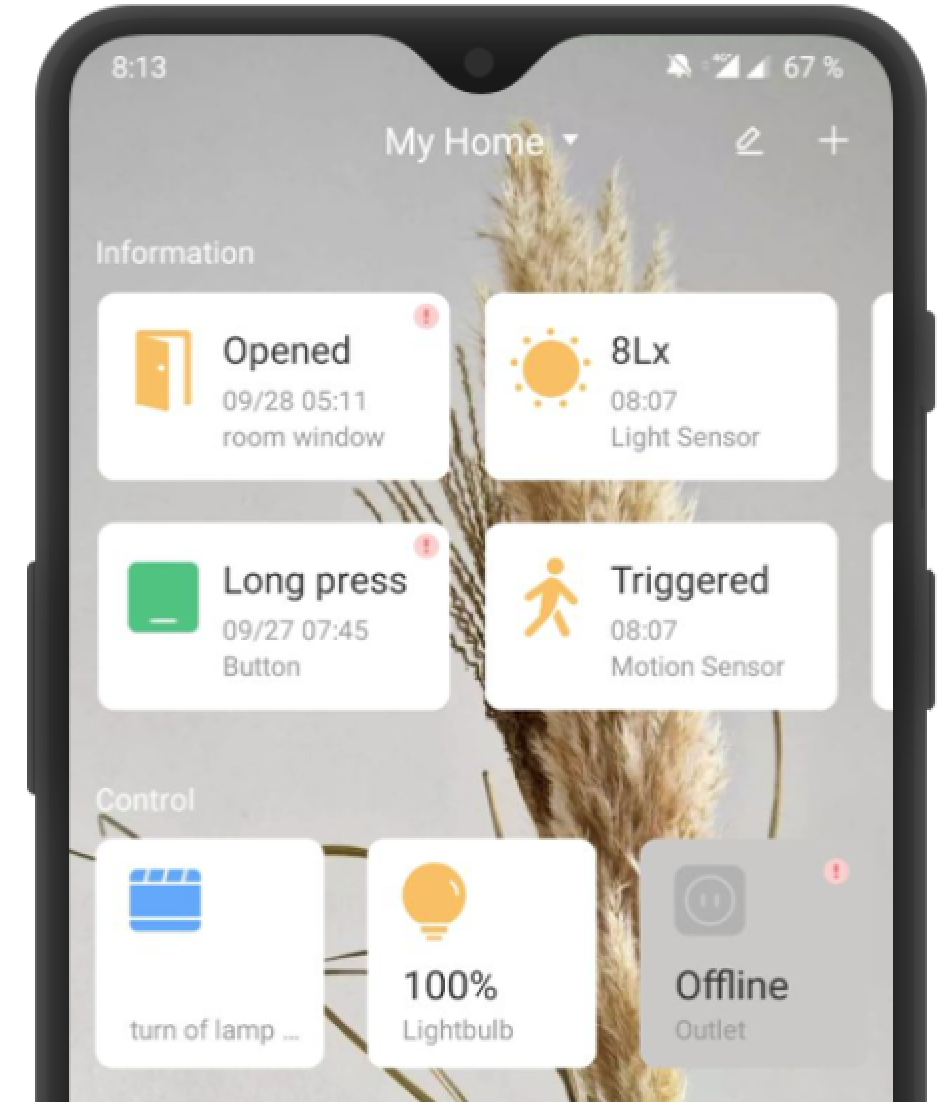 8:13
4G+ 67 %
My Home
Information
Opened
09/28 05:11
room window
8Lx
08:07
Light Sensor
Long press
09/27 07:45
Button
Triggered
08:07
Motion Sensor
Control
turn of lamp ...
100%
Lightbulb
Offline
Outlet